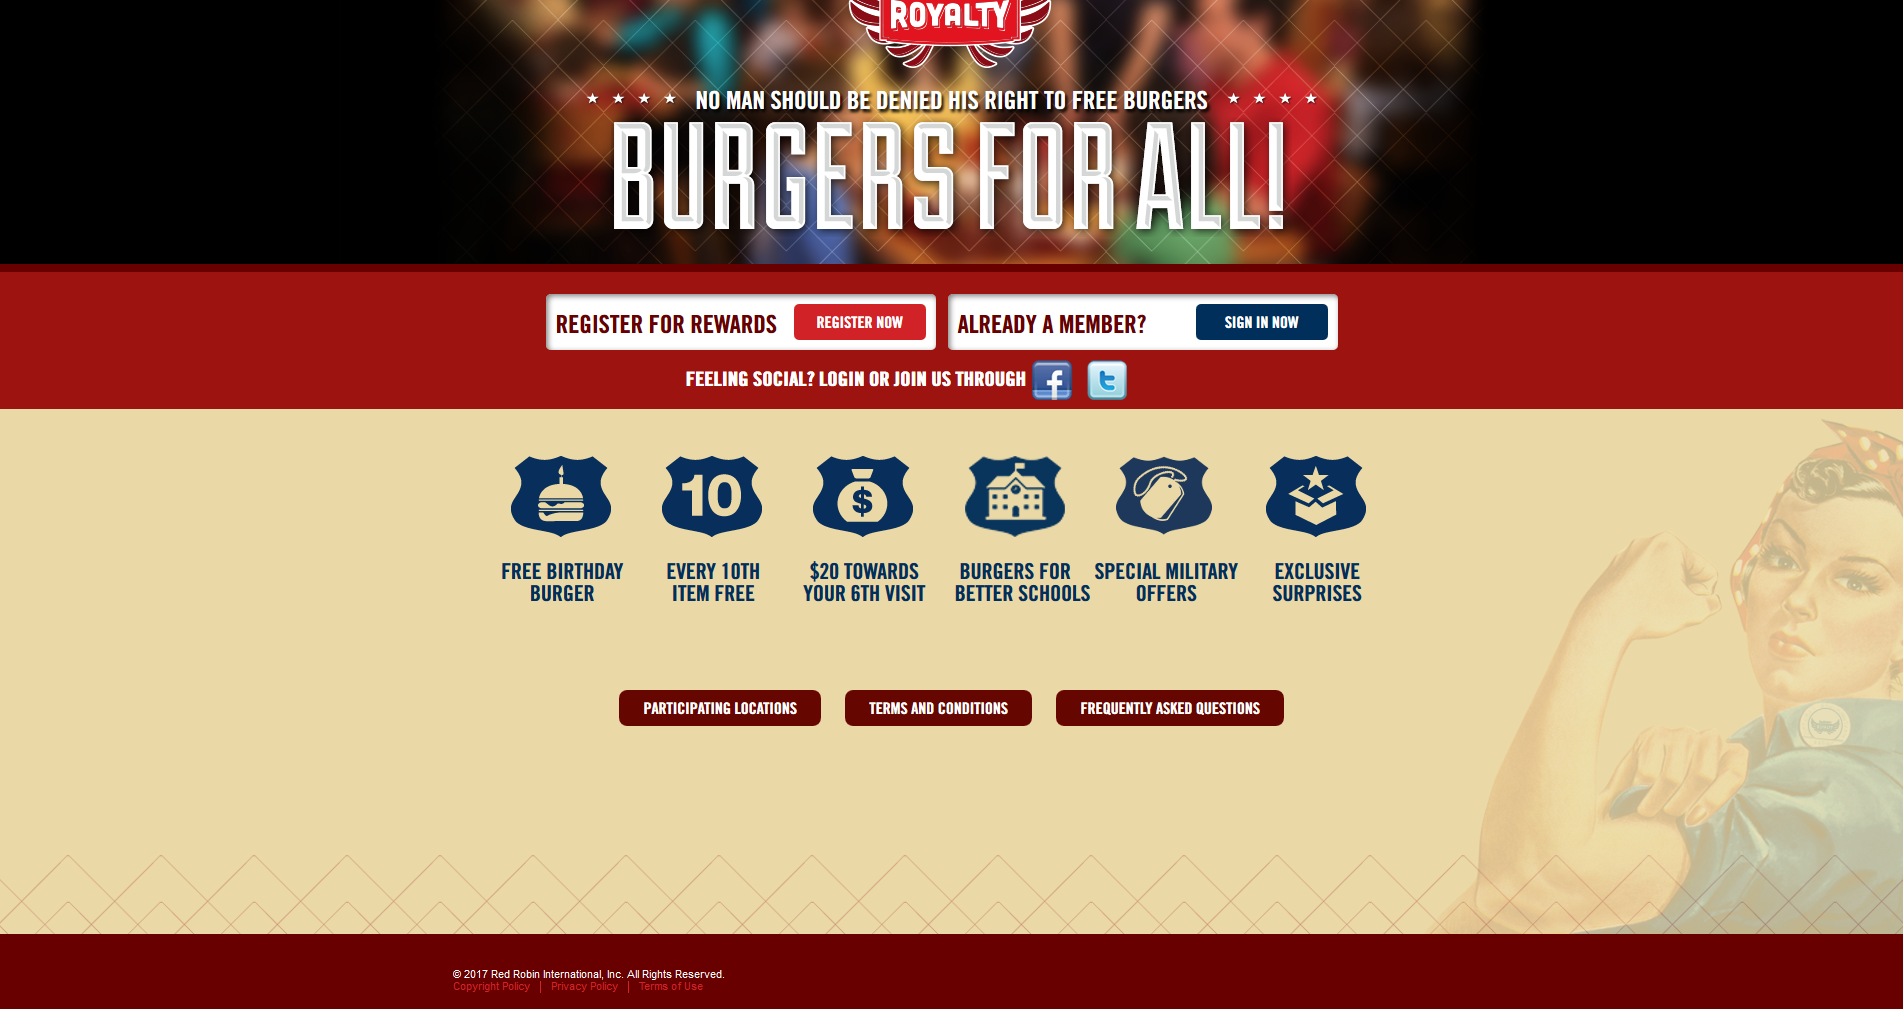 ROYALTY
NO MAN SHOULD BE DENIED HIS RIGHT TO FREE BURGERS
BURGERS FOR ALL!
REGISTER FOR REWARDS
REGISTER NOW
ALREADY A MEMBER?
SIGN IN NOW
FEELING SOCIAL? LOGIN OR JOIN US THROUGH
10
$
FREE BIRTHDAY
BURGER
EVERY 10TH
ITEM FREE
$20 TOWARDS
YOUR 6TH VISIT
BURGERS FOR
BETTER SCHOOLS
SPECIAL MILITARY
OFFERS
EXCLUSIVE
SURPRISES
PARTICIPATING LOCATIONS
TERMS AND CONDITIONS
FREQUENTLY ASKED QUESTIONS
© 2017 Red Robin International, Inc. All Rights Reserved.
Copyright Policy | Privacy Policy | Terms of Use